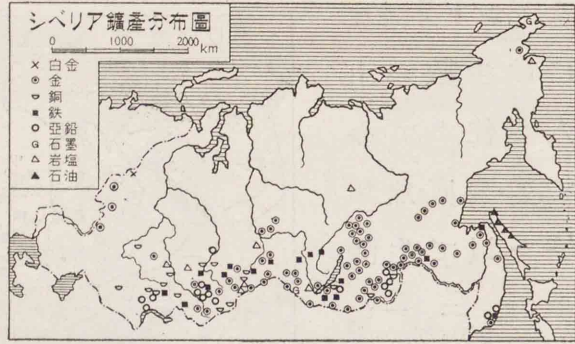 シベリア鑛產分布圖
0 1000 2000 km
× 白金
金
銅
■ 鉄
亞鉛
G 石墨
△ 岩塩
▲ 石油
G